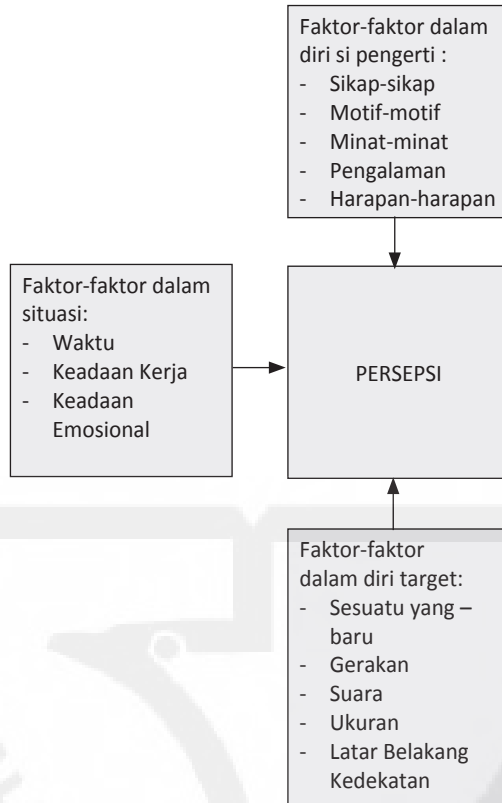 Faktor-faktor dalam
diri si pengerti :
- Sikap-sikap
- Motif-motif
- Minat-minat
- Pengalaman
- Harapan-harapan
Faktor-faktor dalam
situasi:
- Waktu
- Keadaan Kerja
- Keadaan
Emosional
PERSEPSI
Faktor-faktor
dalam diri target:
- Sesuatu yang –
baru
- Gerakan
- Suara
- Ukuran
- Latar Belakang
Kedekatan